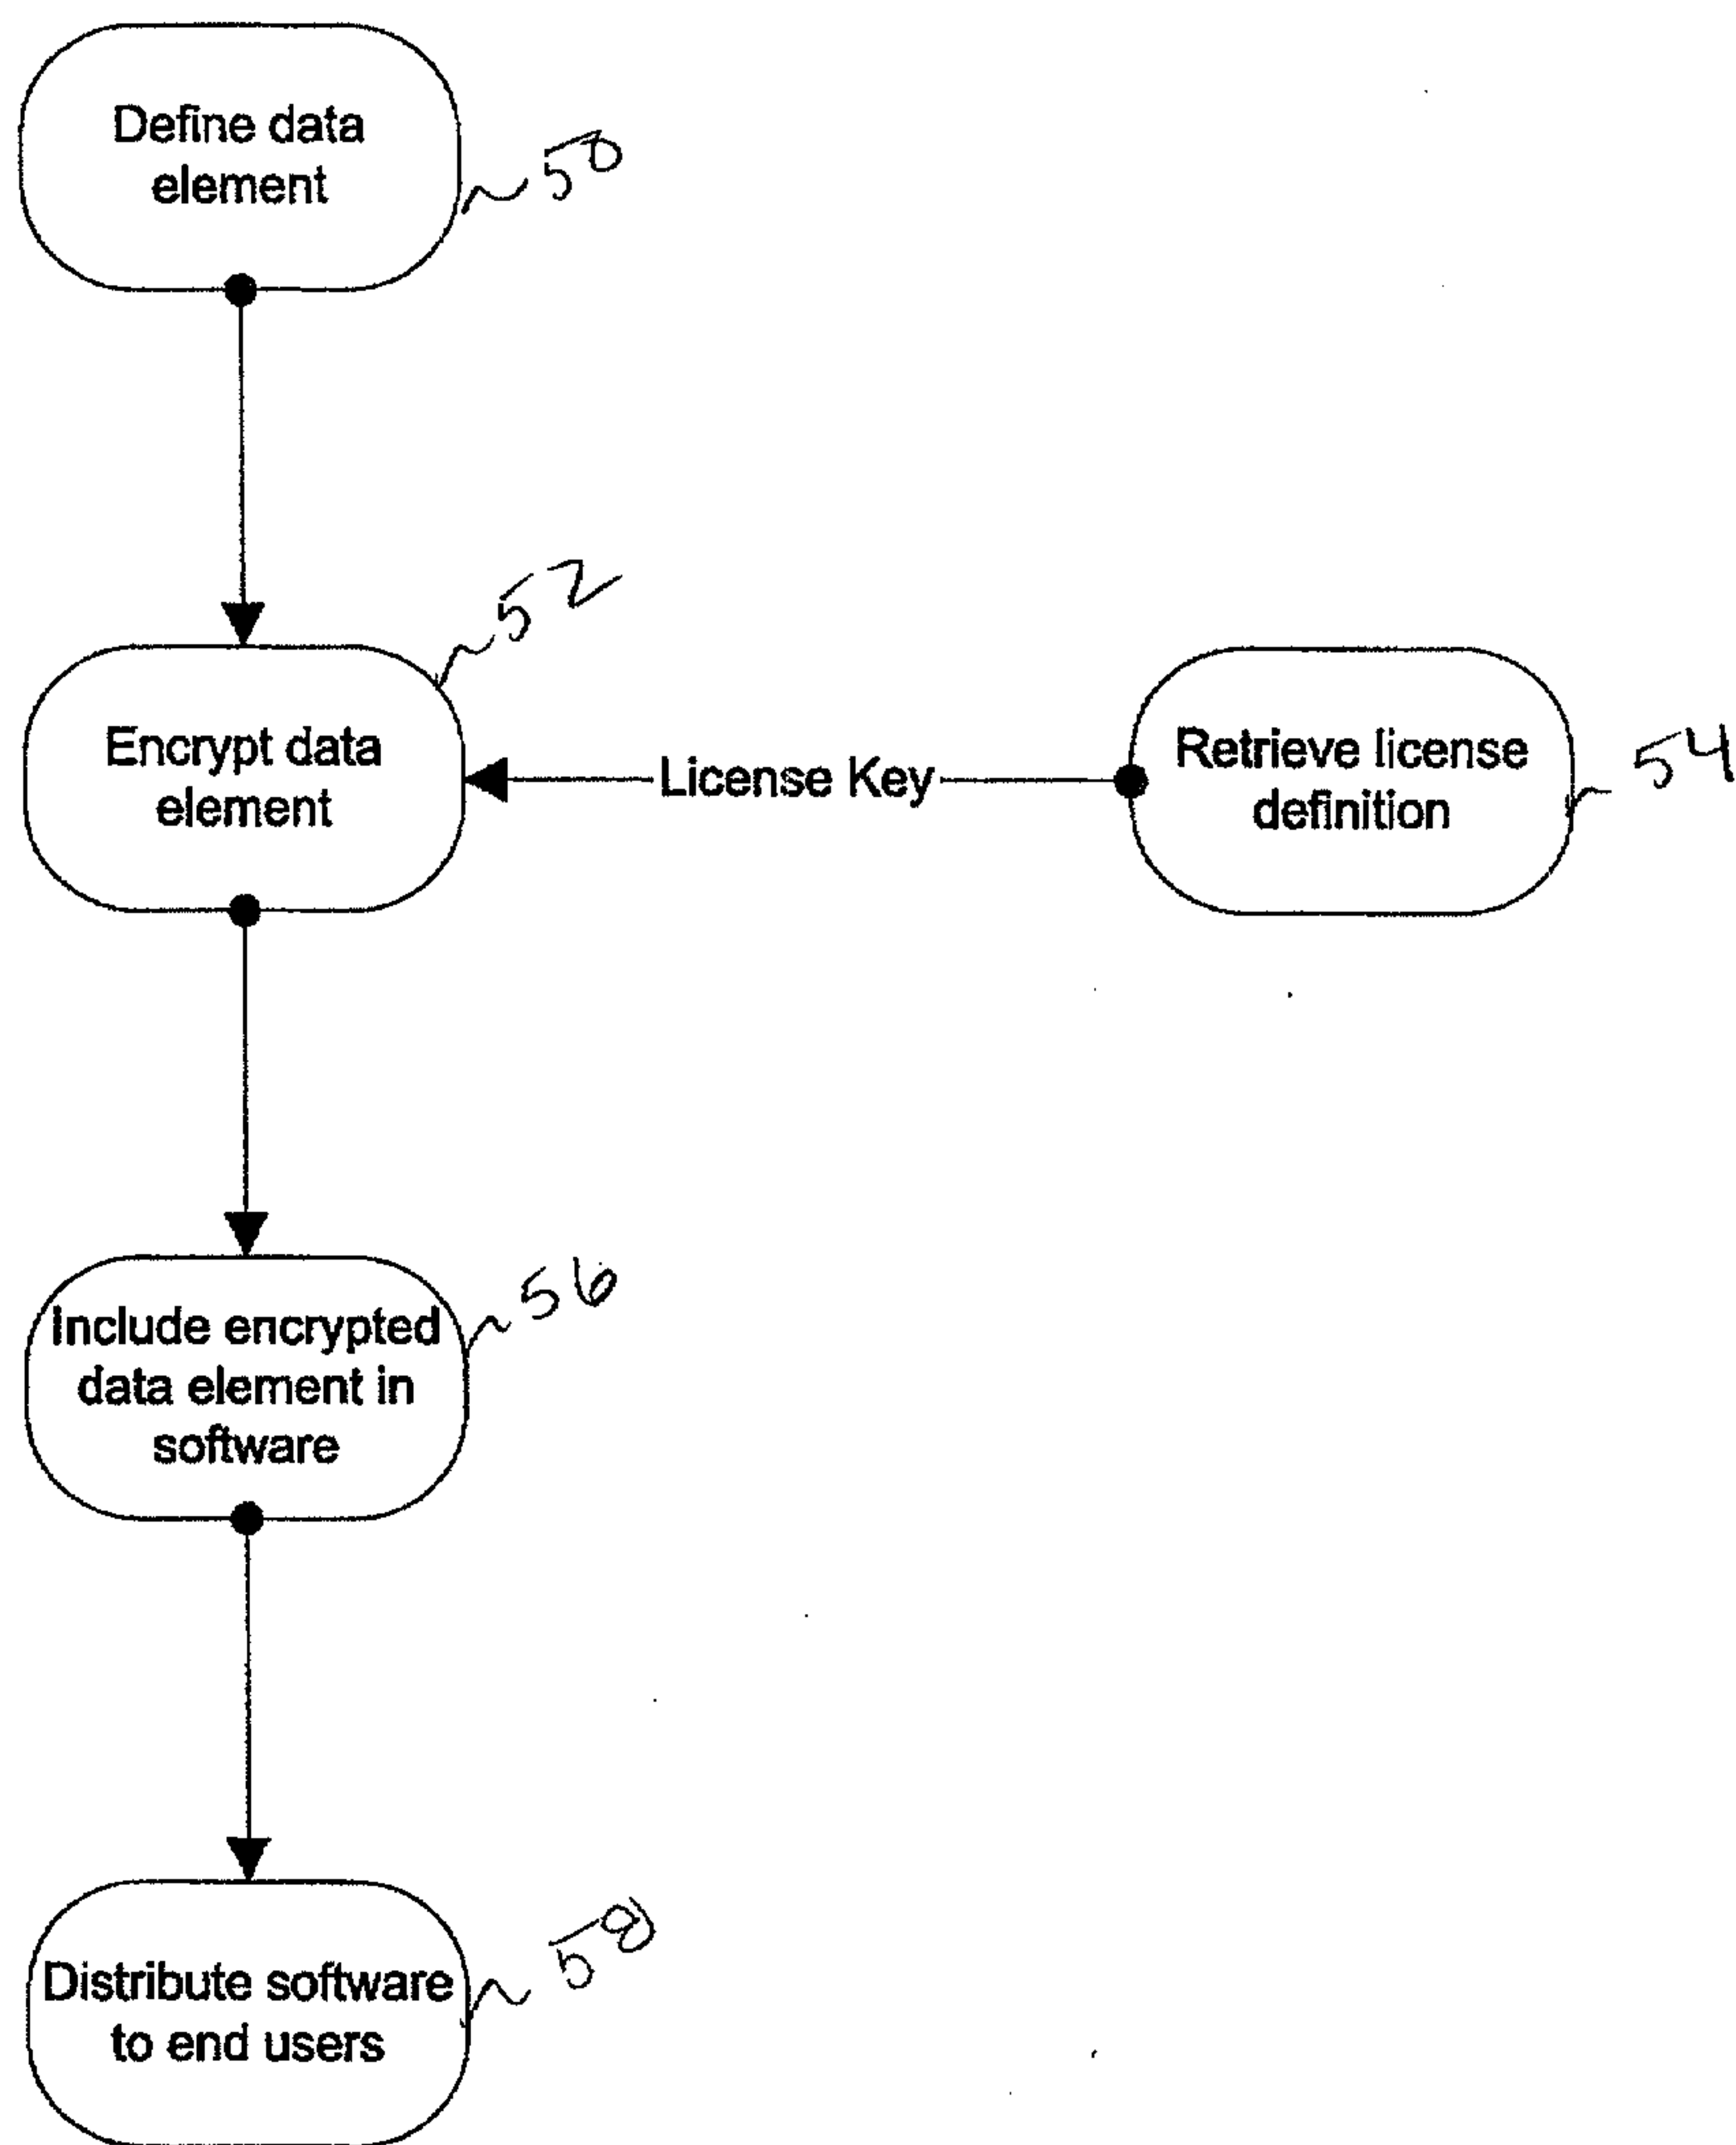 Define data
element
50
52
Encrypt data
element
License Key
Retrieve license
definition
54
Include encrypted
data element in
software
56
Distribute software
to end users
58